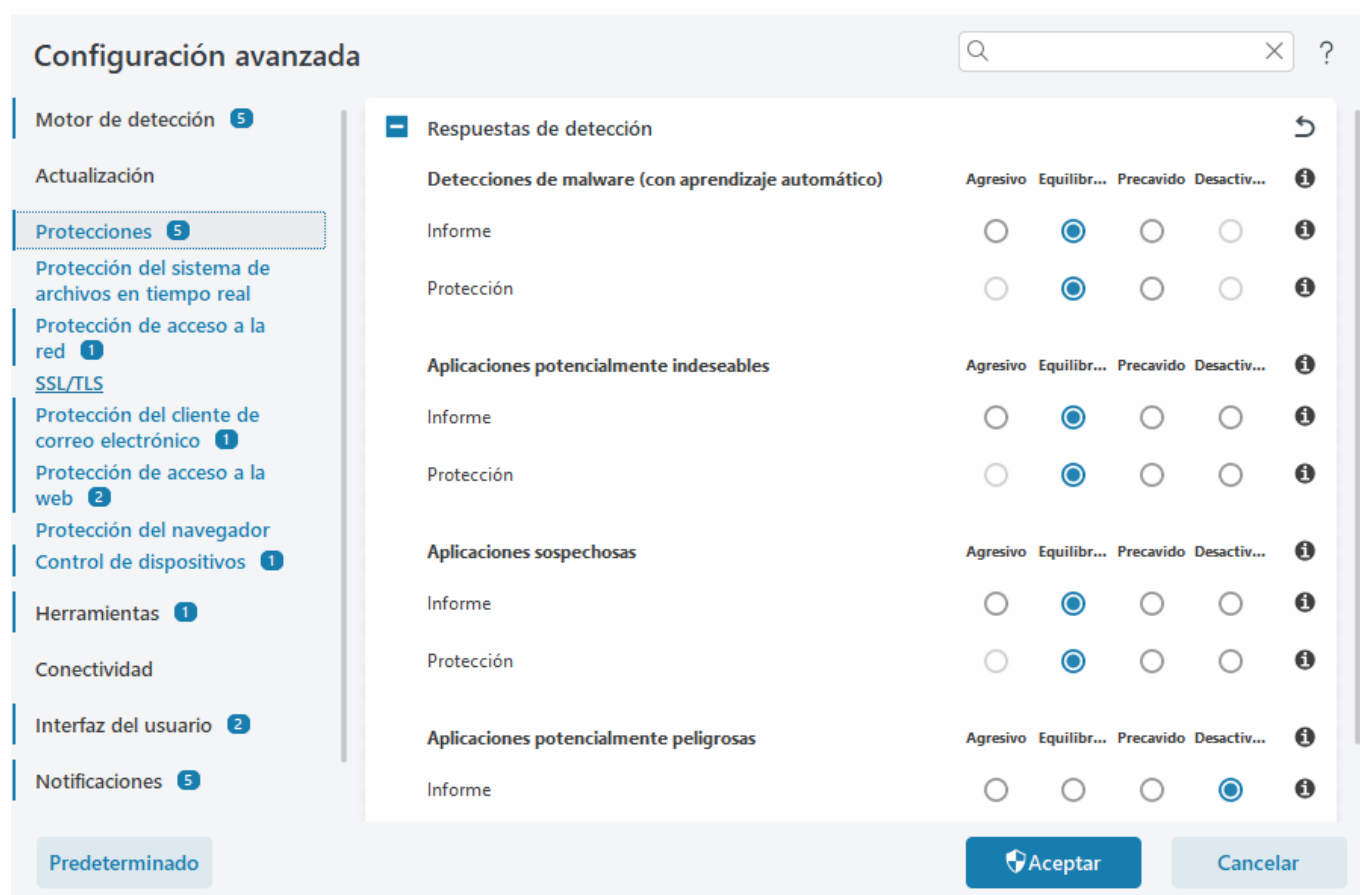 Configuración avanzada
?
Motor de detección 5
Actualización
Protecciones 5
Protección del sistema de
archivos en tiempo real
Protección de acceso a la
red 1
SSL/TLS
Protección del cliente de
correo electrónico 1
Protección de acceso a la
web 2
Protección del navegador
Control de dispositivos 1
Herramientas 1
Conectividad
Interfaz del usuario 2
Notificaciones 5
Respuestas de detección
Detecciones de malware (con aprendizaje automático) Agresivo Equilibr... Precavido Desactiv...
Informe
Protección
Aplicaciones potencialmente indeseables Agresivo Equilibr... Precavido Desactiv...
Informe
Protección
Aplicaciones sospechosas Agresivo Equilibr... Precavido Desactiv...
Informe
Protección
Aplicaciones potencialmente peligrosas Agresivo Equilibr... Precavido Desactiv...
Informe
Predeterminado
Aceptar
Cancelar